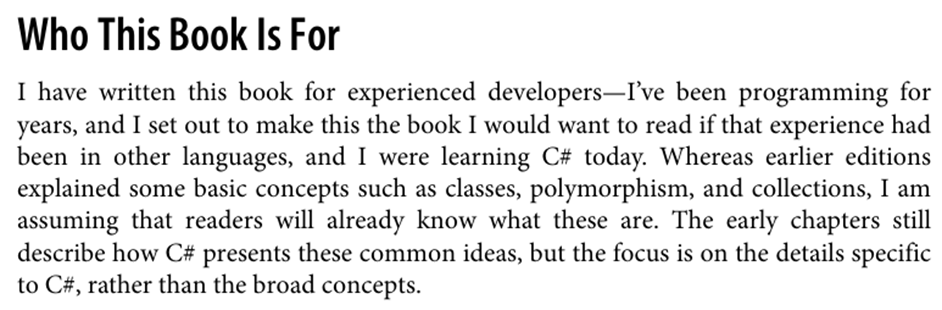 Who This Book Is For
I have written this book for experienced developers—I’ve been programming for
years, and I set out to make this the book I would want to read if that experience had
been in other languages, and I were learning C# today. Whereas earlier editions
explained some basic concepts such as classes, polymorphism, and collections, I am
assuming that readers will already know what these are. The early chapters still
describe how C# presents these common ideas, but the focus is on the details specific
to C#, rather than the broad concepts.